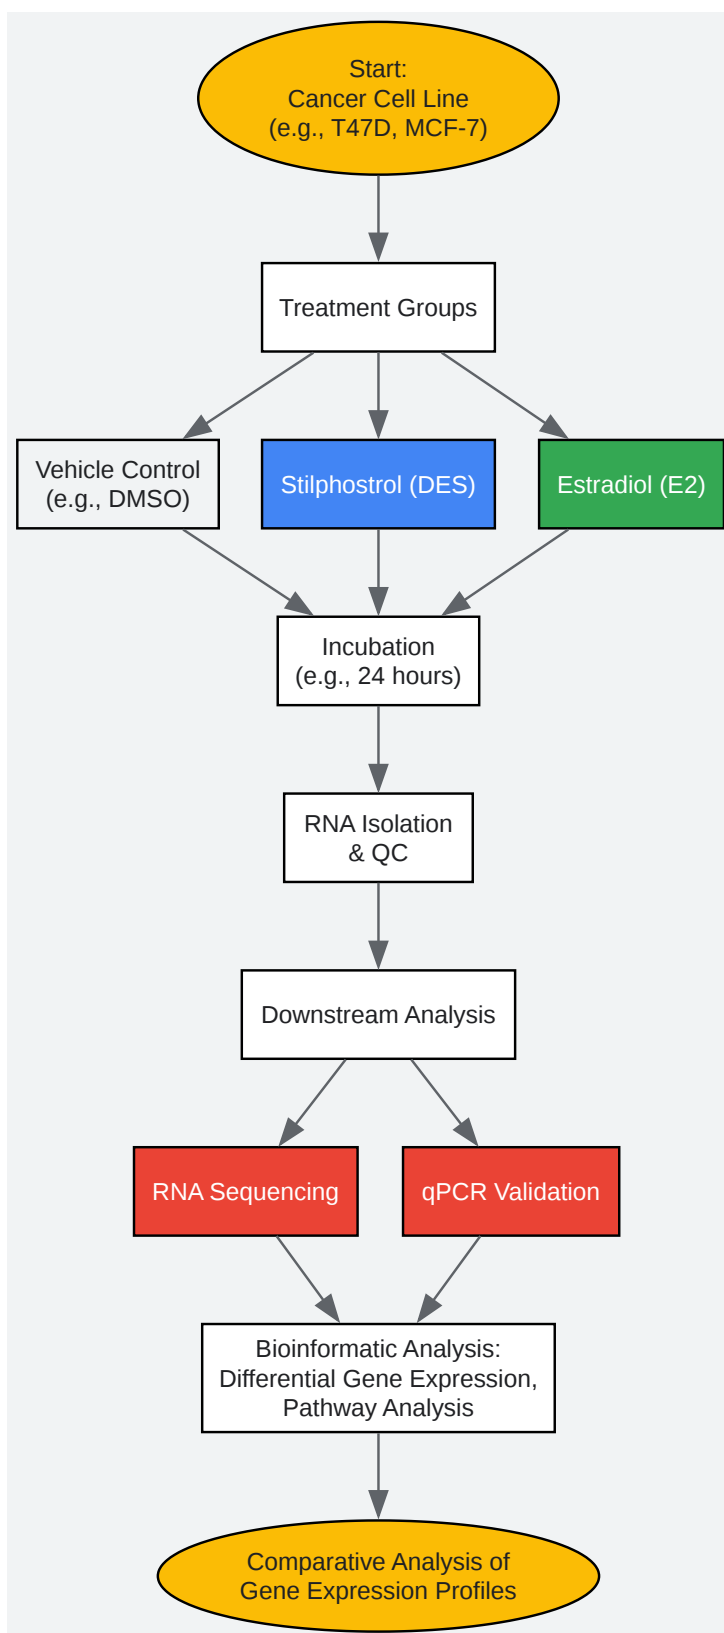 Start:
Cancer Cell Line
(e.g., T47D, MCF-7)
Treatment Groups
Vehicle Control
(e.g., DMSO)
Stilphostrol (DES)
Estradiol (E2)
Incubation
(e.g., 24 hours)
RNA Isolation
& QC
Downstream Analysis
RNA Sequencing
qPCR Validation
Bioinformatic Analysis:
Differential Gene Expression,
Pathway Analysis
Comparative Analysis of
Gene Expression Profiles